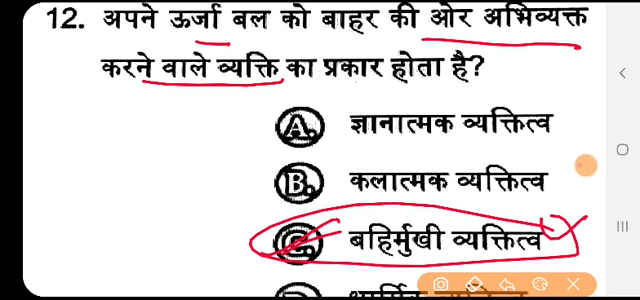 12. अपने ऊर्जा बल को बाहर की ओर अभिव्यक्त
करने वाले व्यक्ति का प्रकार होता है?
A. ज्ञानात्मक व्यक्तित्व
B. कलात्मक व्यक्तित्व
C. बहिर्मुखी व्यक्तित्व